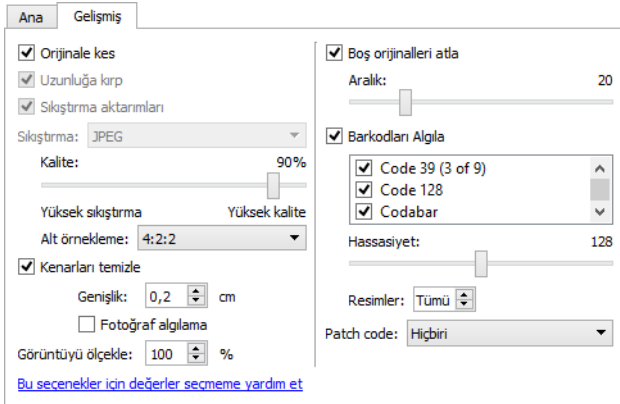 Ana
Gelişmiş
Orijinale kes
Uzunluğa kırp
Sıkıştırma aktarımları
Sıkıştırma: JPEG
Kalite: 90%
Yüksek sıkıştırma Yüksek kalite
Alt örnekleme: 4:2:2
Kenarları temizle
Genişlik: 0,2 cm
Fotoğraf algılama
Görüntüyü ölçekle: 100 %
Bu seçenekler için değerler seçmeme yardım et
Boş orijinalleri atla
Aralık: 20
Barkodları Algıla
Code 39 (3 of 9)
Code 128
Codabar
Hassasiyet: 128
Resimler: Tümü
Patch code: Hiçbiri